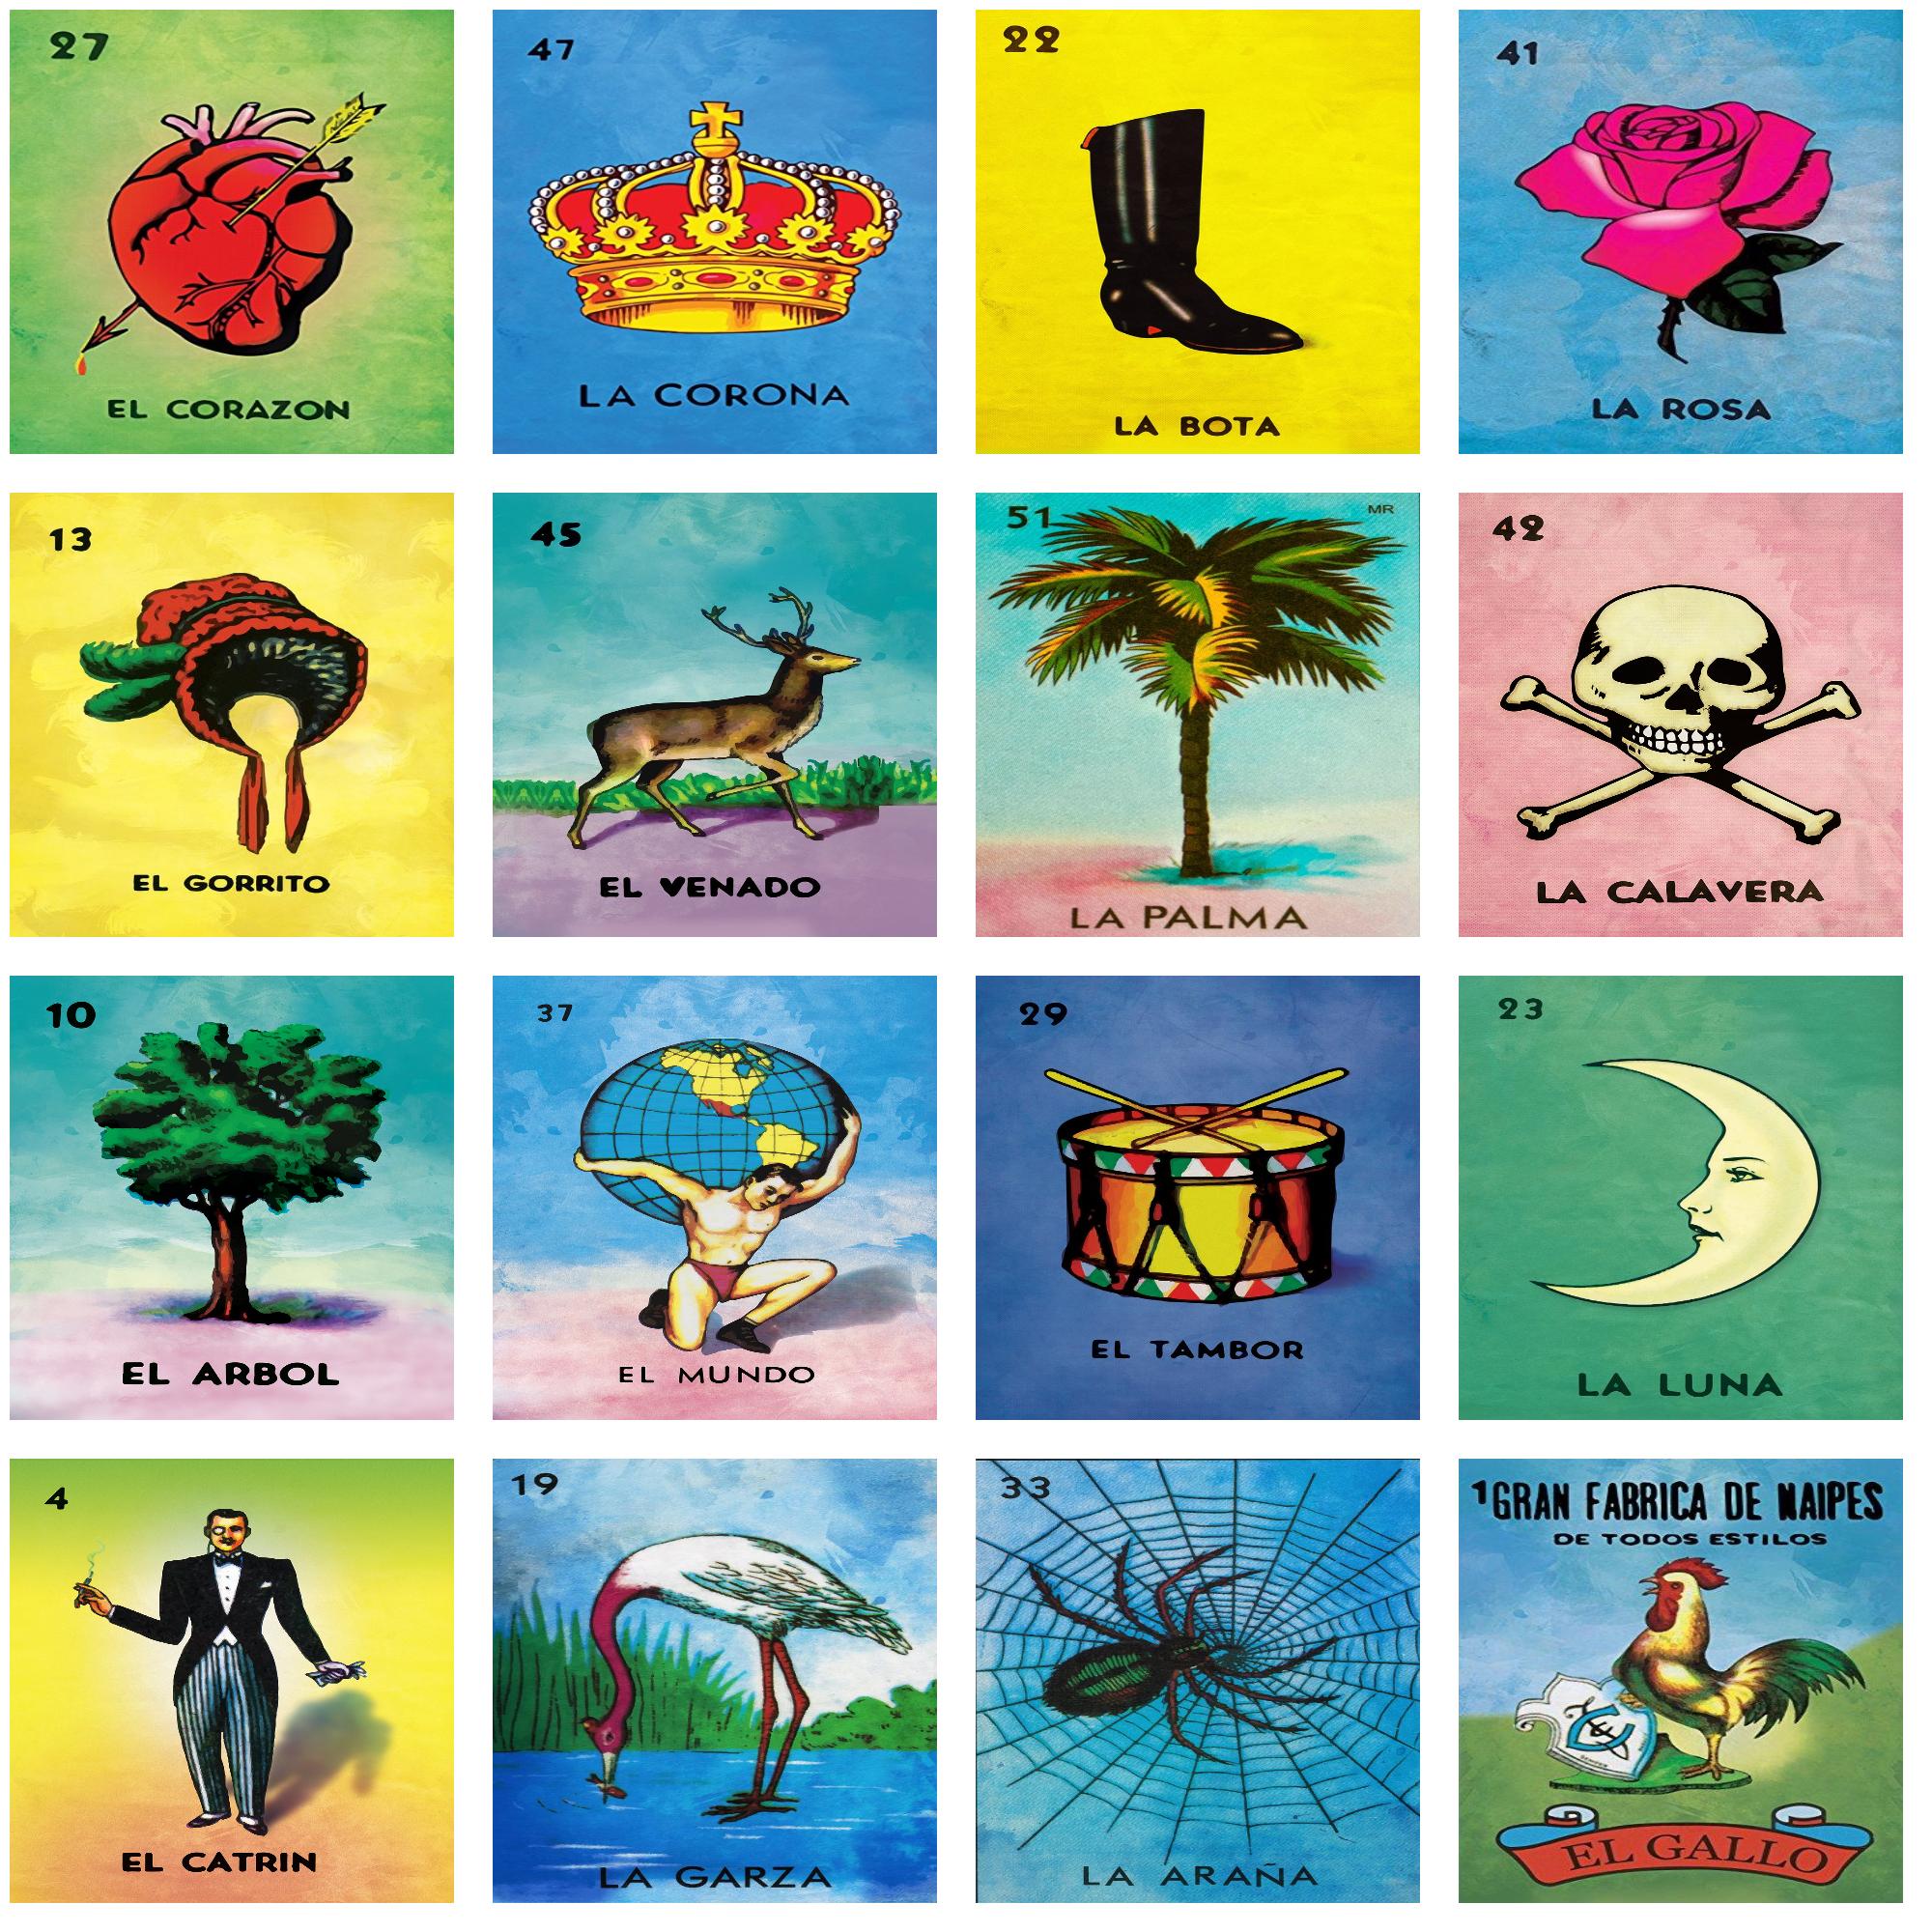 27
EL CORAZON
47
LA CORONA
22
LA BOTA
41
LA ROSA
13
EL GORRITO
45
EL VENADO
51
MR
LA PALMA
42
LA CALAVERA
10
EL ARBOL
37
EL MUNDO
29
EL TAMBOR
23
LA LUNA
4
EL CATRIN
19
LA GARZA
33
LA ARAÑA
1 GRAN FABRICA DE NAIPES
DE TODOS ESTILOS
EL GALLO